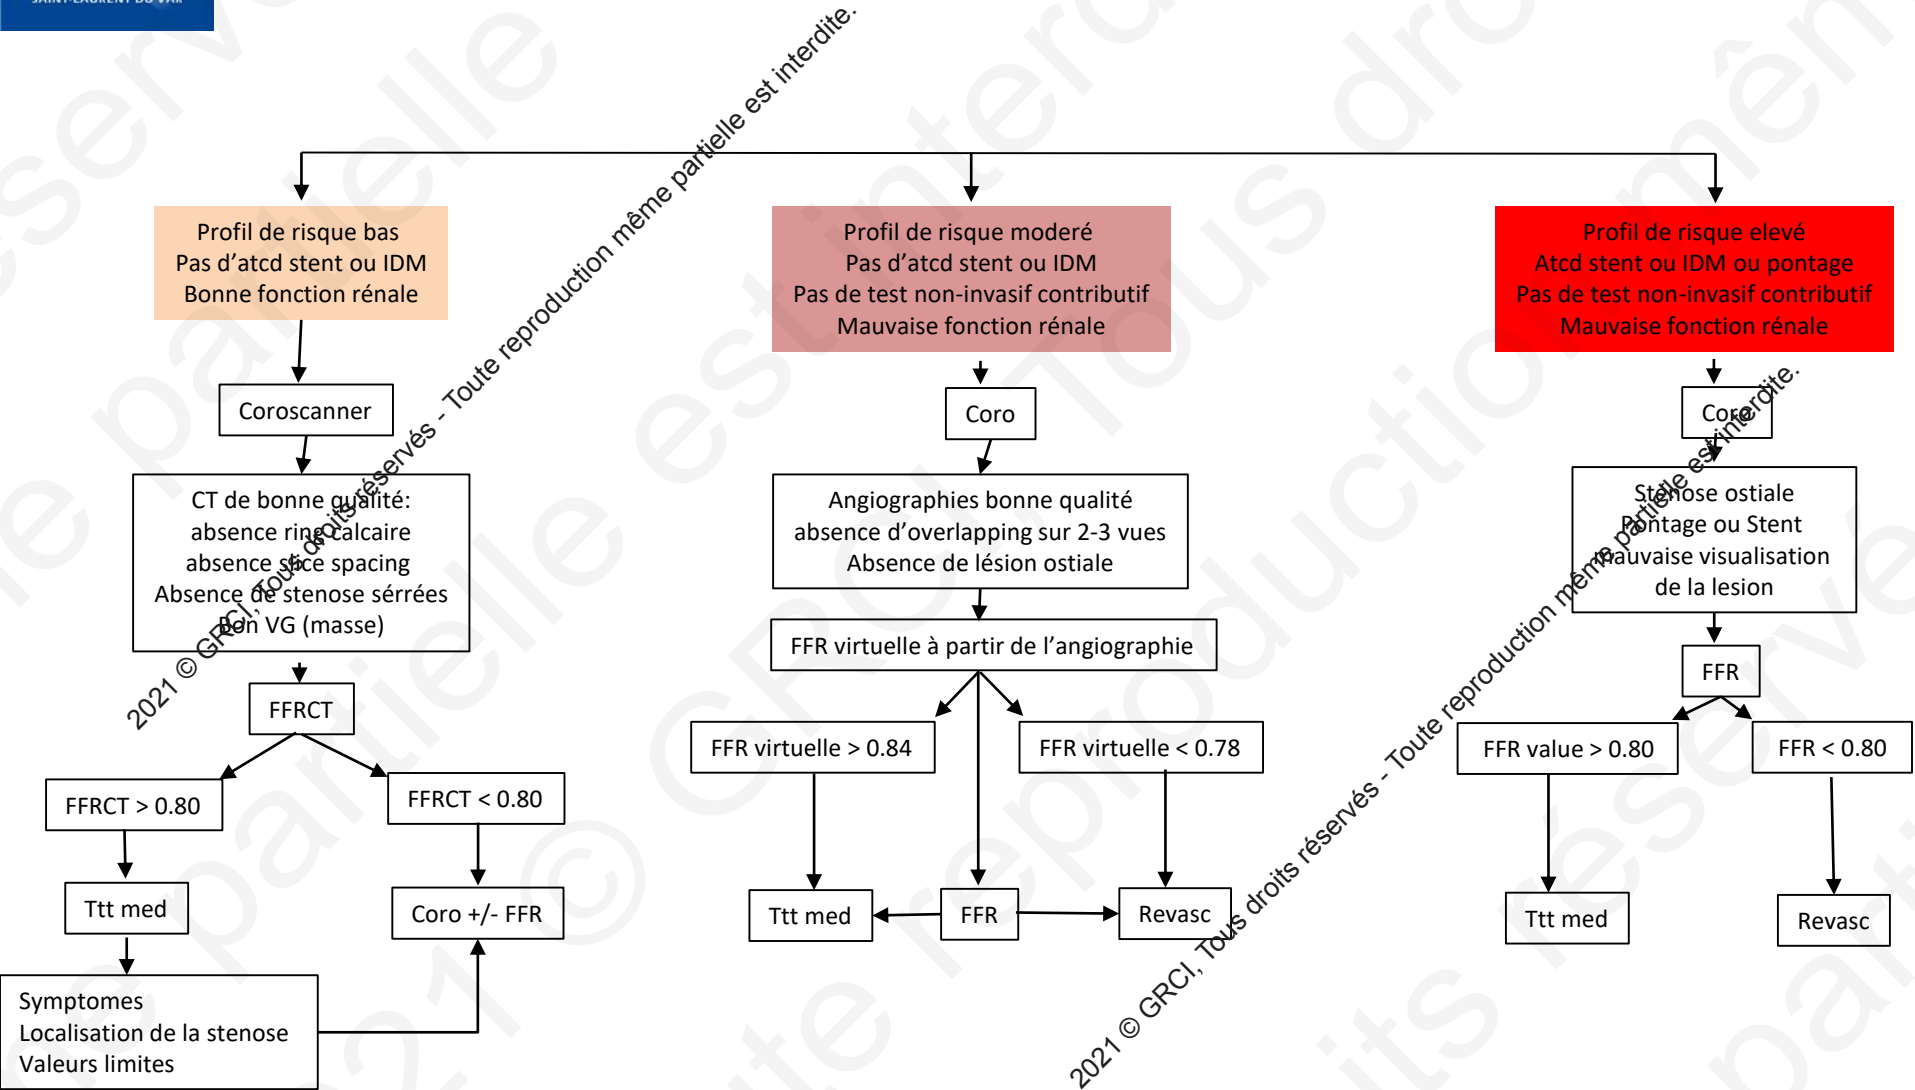 SAINT-LAURENT DU VAR
Profil de risque bas
Pas d'atcd stent ou IDM
Bonne fonction rénale
Coroscanner
CT de bonne qualité:
absence ring calcaire
absence slice spacing
Absence de stenose sérrées
Bon VG (masse)
FFRCT
FFRCT > 0.80
FFRCT < 0.80
Ttt med
Coro +/- FFR
Symptomes
Localisation de la stenose
Valeurs limites
Profil de risque moderé
Pas d'atcd stent ou IDM
Pas de test non-invasif contributif
Mauvaise fonction rénale
Coro
Angiographies bonne qualité
absence d'overlapping sur 2-3 vues
Absence de lésion ostiale
FFR virtuelle à partir de l'angiographie
FFR virtuelle > 0.84
FFR virtuelle < 0.78
Ttt med
FFR
Revasc
Profil de risque elevé
Atcd stent ou IDM ou pontage
Pas de test non-invasif contributif
Mauvaise fonction rénale
Coro
Stenose ostiale
Pontage ou Stent
mauvaise visualisation
de la lesion
FFR
FFR value > 0.80
FFR < 0.80
Ttt med
Revasc
2021 © GRCI, Tous droits réservés - Toute reproduction même partielle est interdite.
2021 © GRCI, Tous droits réservés - Toute reproduction même partielle est interdite.